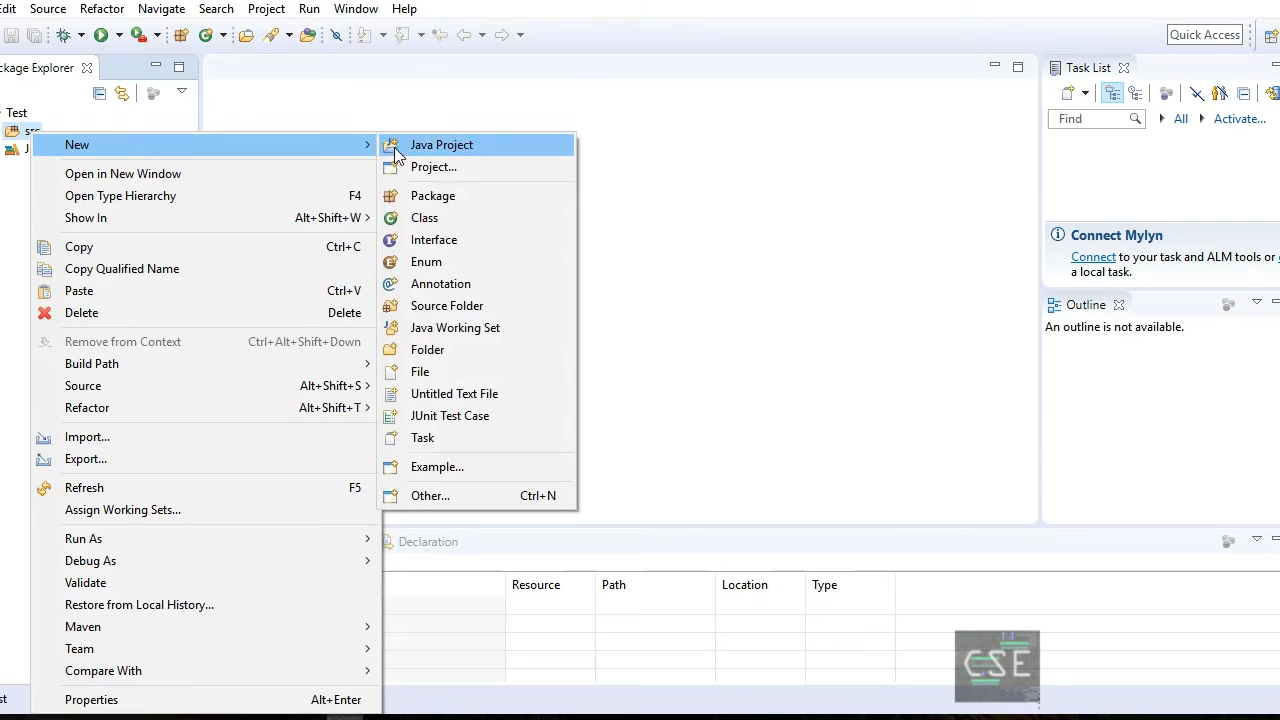 Edit Source Refactor Navigate Search Project Run Window Help
Quick Access
ckage Explorer
Task List
Test
src
J
Find
All
Activate...
New
Open in New Window
Open Type Hierarchy F4
Show In Alt+Shift+W
Copy Ctrl+C
Copy Qualified Name
Paste Ctrl+V
Delete Delete
Remove from Context Ctrl+Alt+Shift+Down
Build Path
Source Alt+Shift+S
Refactor Alt+Shift+T
Import...
Export...
Refresh F5
Assign Working Sets...
Run As
Debug As
Validate
Restore from Local History...
Maven
Team
Compare With
Properties Alt+Enter
Java Project
Project...
Package
Class
Interface
Enum
Annotation
Source Folder
Java Working Set
Folder
File
Untitled Text File
JUnit Test Case
Task
Example...
Other... Ctrl+N
Connect Mylyn
Connect to your task and ALM tools or
a local task.
Outline
An outline is not available.
Declaration
Resource Path Location Type
CSE
st